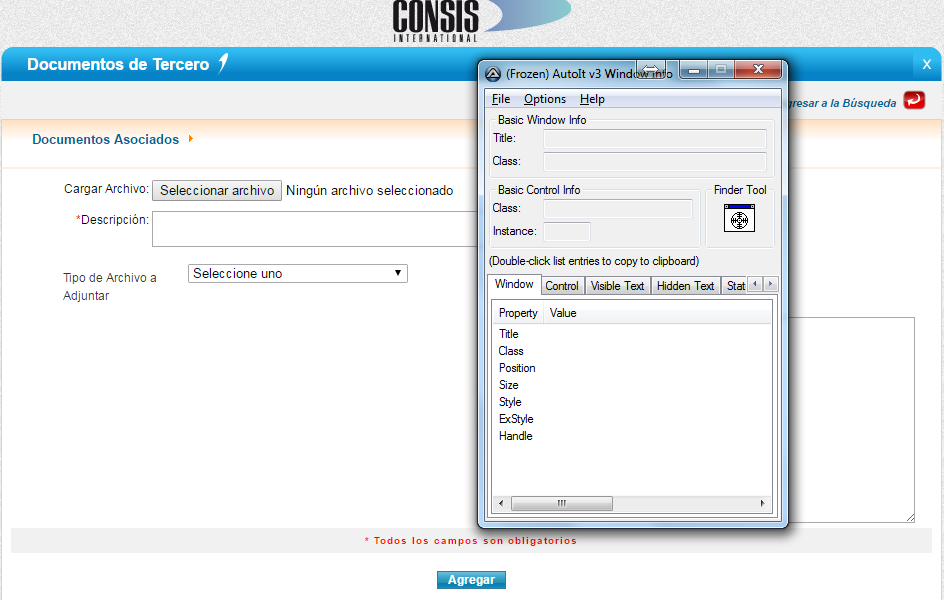 CONSIS
INTERNATIONAL
Documentos de Tercero
X
gresar a la Búsqueda
Documentos Asociados
Cargar Archivo: Seleccionar archivo Ningún archivo seleccionado
*Descripción:
Tipo de Archivo a
Adjuntar
Seleccione uno
(Frozen) AutoIt v3 Window Info
File Options Help
Basic Window Info
Title:
Class:
Basic Control Info
Class:
Instance:
Finder Tool
(Double-click list entries to copy to clipboard)
Window Control Visible Text Hidden Text Stat
Property Value
Title
Class
Position
Size
Style
ExStyle
Handle
* Todos los campos son obligatorios
Agregar